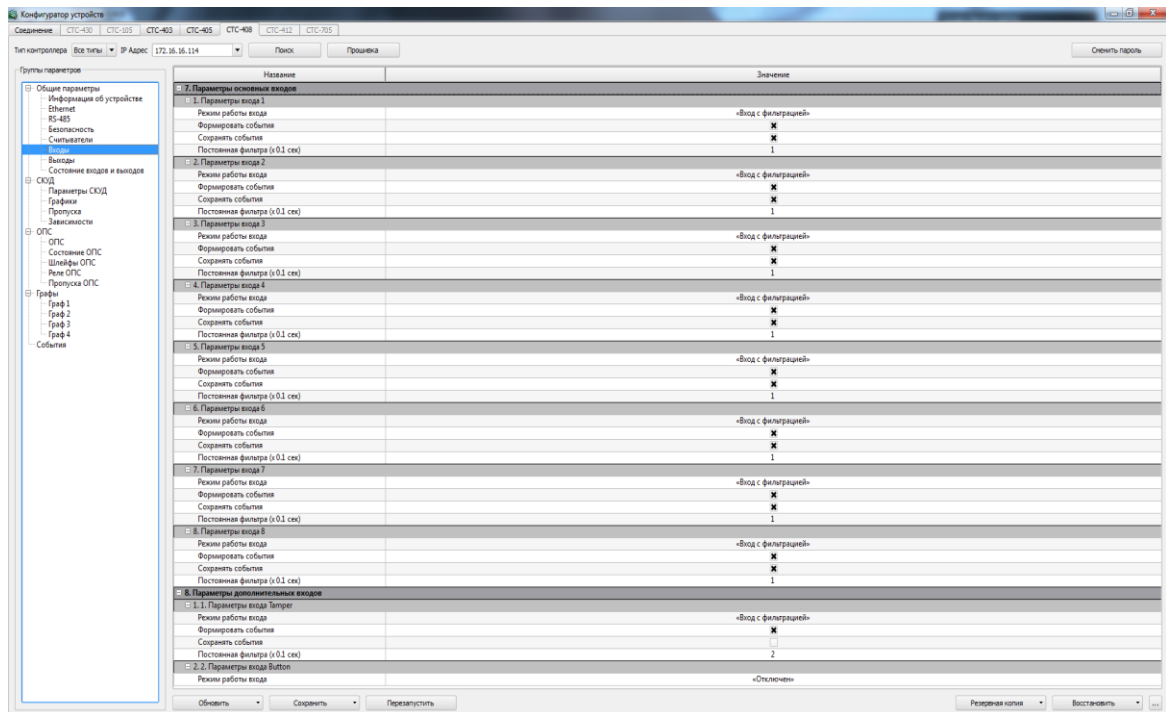 Конфигуратор устройств
Соединение СТС-430 СТС-105 СТС-403 СТС-405 СТС-408 СТС-412 СТС-705
Тип контроллера Все типы IP Адрес 172.16.16.114 Поиск Прошивка Сменить пароль
Группы параметров
Общие параметры
Информация об устройстве
Ethernet
RS-485
Безопасность
Считыватели
Входы
Выходы
Состояние входов и выходов
СКУД
Параметры СКУД
Графики
Пропуска
Зависимости
ОПС
ОПС
Состояние ОПС
Шлейфы ОПС
Реле ОПС
Пропуска ОПС
Графы
Граф 1
Граф 2
Граф 3
Граф 4
События
Название Значение
7. Параметры основных входов
1. Параметры входа 1
Режим работы входа «Вход с фильтрацией»
Формировать события
Сохранять события
Постоянная фильтра (x 0.1 сек) 1
2. Параметры входа 2
Режим работы входа «Вход с фильтрацией»
Формировать события
Сохранять события
Постоянная фильтра (x 0.1 сек) 1
3. Параметры входа 3
Режим работы входа «Вход с фильтрацией»
Формировать события
Сохранять события
Постоянная фильтра (x 0.1 сек) 1
4. Параметры входа 4
Режим работы входа «Вход с фильтрацией»
Формировать события
Сохранять события
Постоянная фильтра (x 0.1 сек) 1
5. Параметры входа 5
Режим работы входа «Вход с фильтрацией»
Формировать события
Сохранять события
Постоянная фильтра (x 0.1 сек) 1
6. Параметры входа 6
Режим работы входа «Вход с фильтрацией»
Формировать события
Сохранять события
Постоянная фильтра (x 0.1 сек) 1
7. Параметры входа 7
Режим работы входа «Вход с фильтрацией»
Формировать события
Сохранять события
Постоянная фильтра (x 0.1 сек) 1
8. Параметры входа 8
Режим работы входа «Вход с фильтрацией»
Формировать события
Сохранять события
Постоянная фильтра (x 0.1 сек) 1
8. Параметры дополнительных входов
1. 1. Параметры входа Tamper
Режим работы входа «Вход с фильтрацией»
Формировать события
Сохранять события
Постоянная фильтра (x 0.1 сек) 2
2. 2. Параметры входа Button
Режим работы входа «Отключен»
Обновить Сохранить Перезапустить Резервная копия Восстановить ...